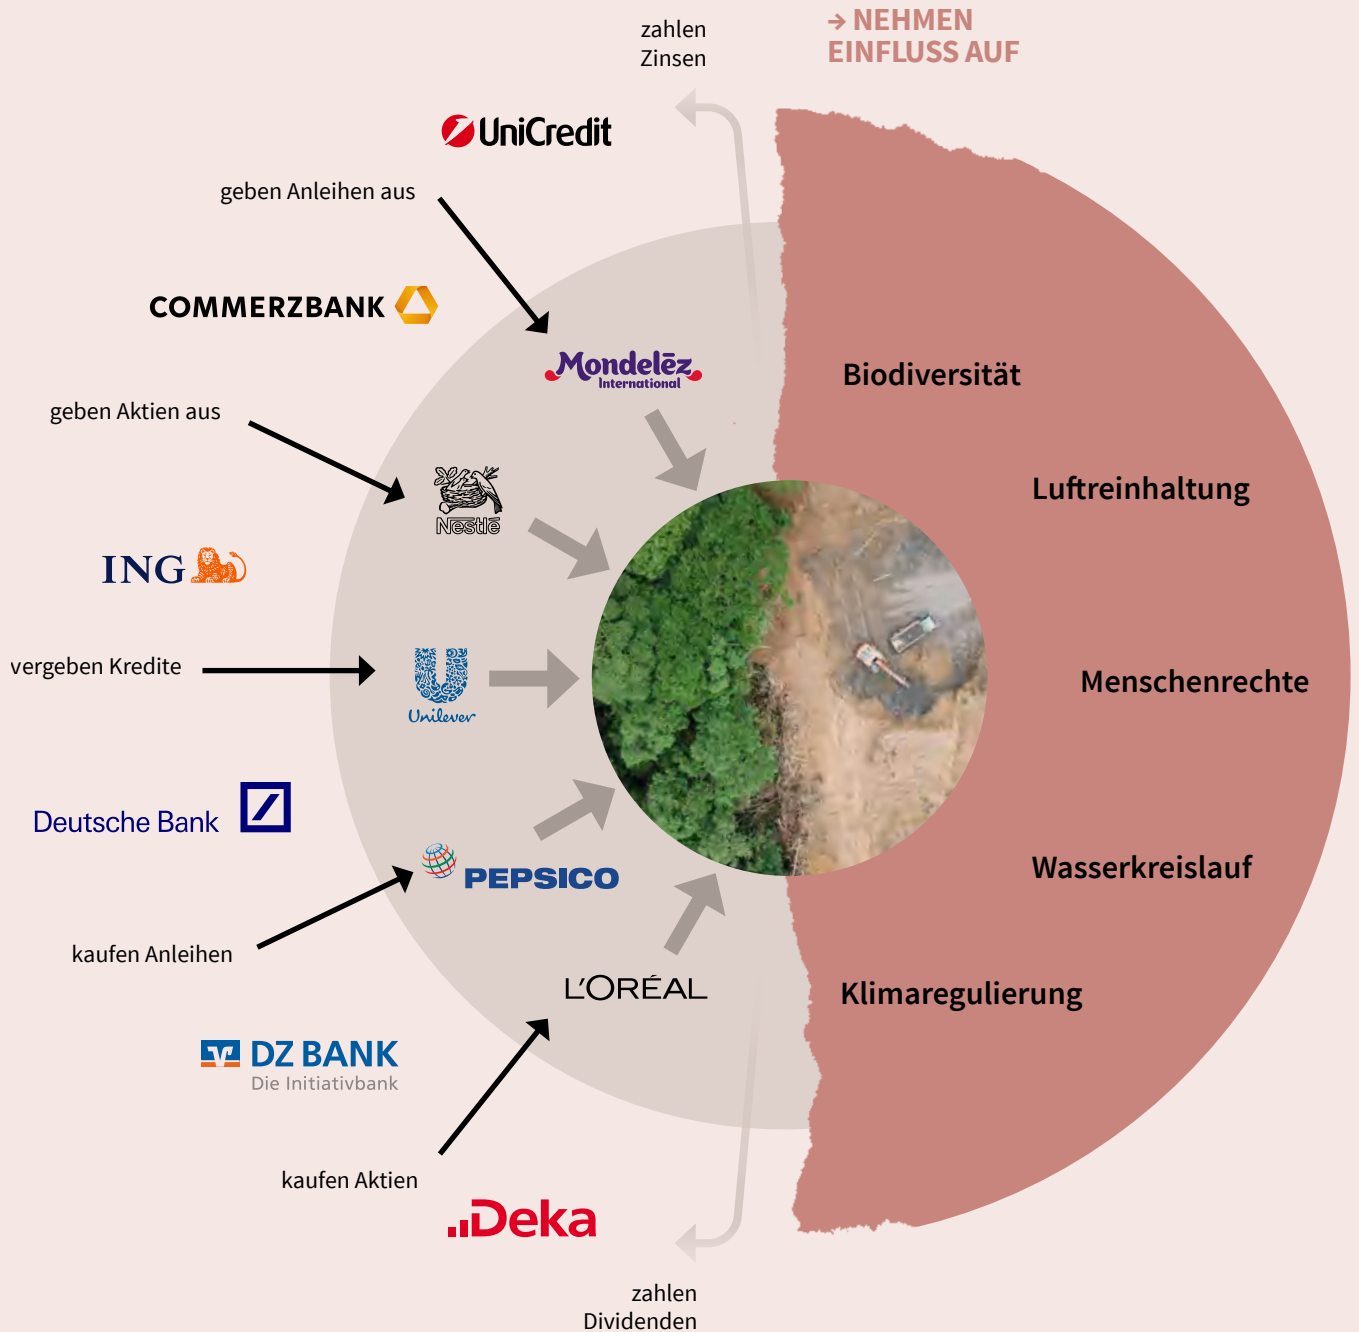 zahlen
Zinsen
→ NEHMEN
EINFLUSS AUF
UniCredit
geben Anleihen aus
COMMERZBANK
Mondelēz
International
Biodiversität
geben Aktien aus
Nestlé
Luftreinhaltung
ING
vergeben Kredite
Unilever
Menschenrechte
Deutsche Bank
PEPSICO
Wasserkreislauf
kaufen Anleihen
L'ORÉAL
Klimaregulierung
DZ BANK
Die Initiativbank
kaufen Aktien
Deka
zahlen
Dividenden